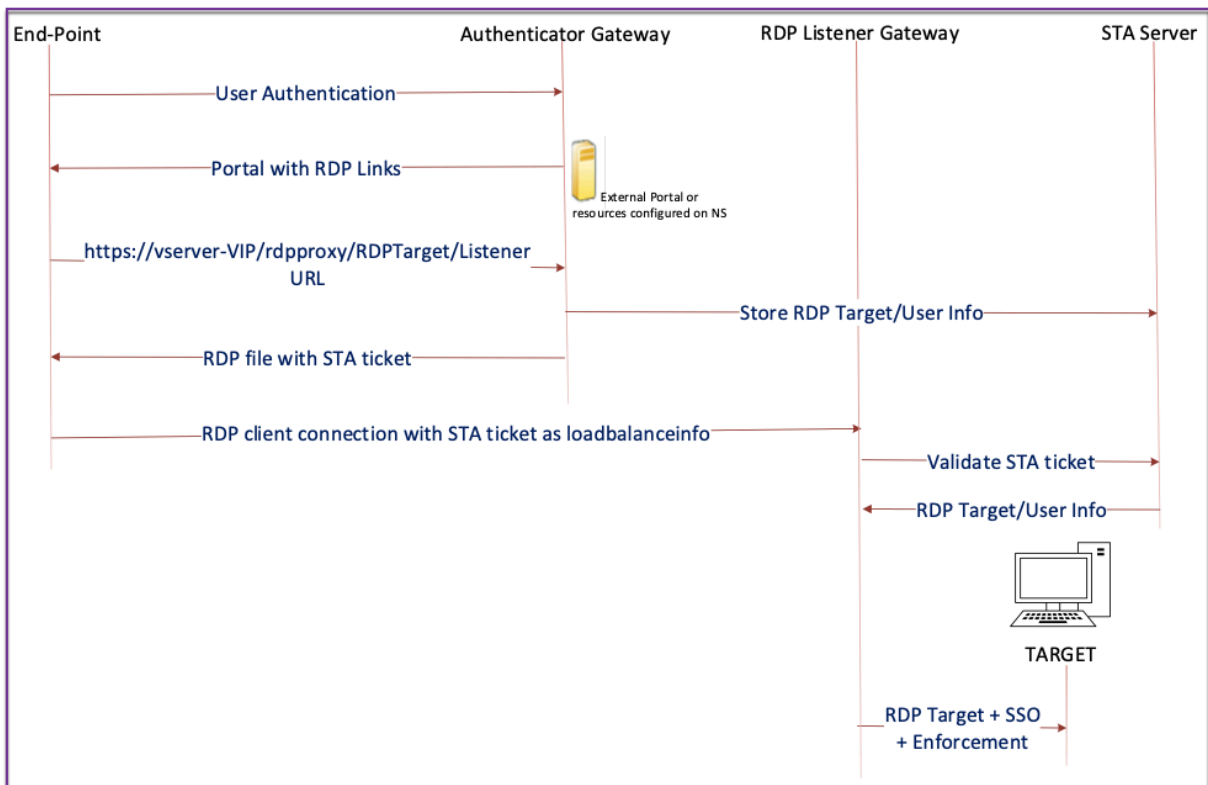 End-Point
Authenticator Gateway
RDP Listener Gateway
STA Server
User Authentication
Portal with RDP Links
External Portal or
resources configured on NS
https://vserver-VIP/rdpproxy/RDPTarget/Listener
URL
Store RDP Target/User Info
RDP file with STA ticket
RDP client connection with STA ticket as loadbalanceinfo
Validate STA ticket
RDP Target/User Info
TARGET
RDP Target + SSO
+ Enforcement